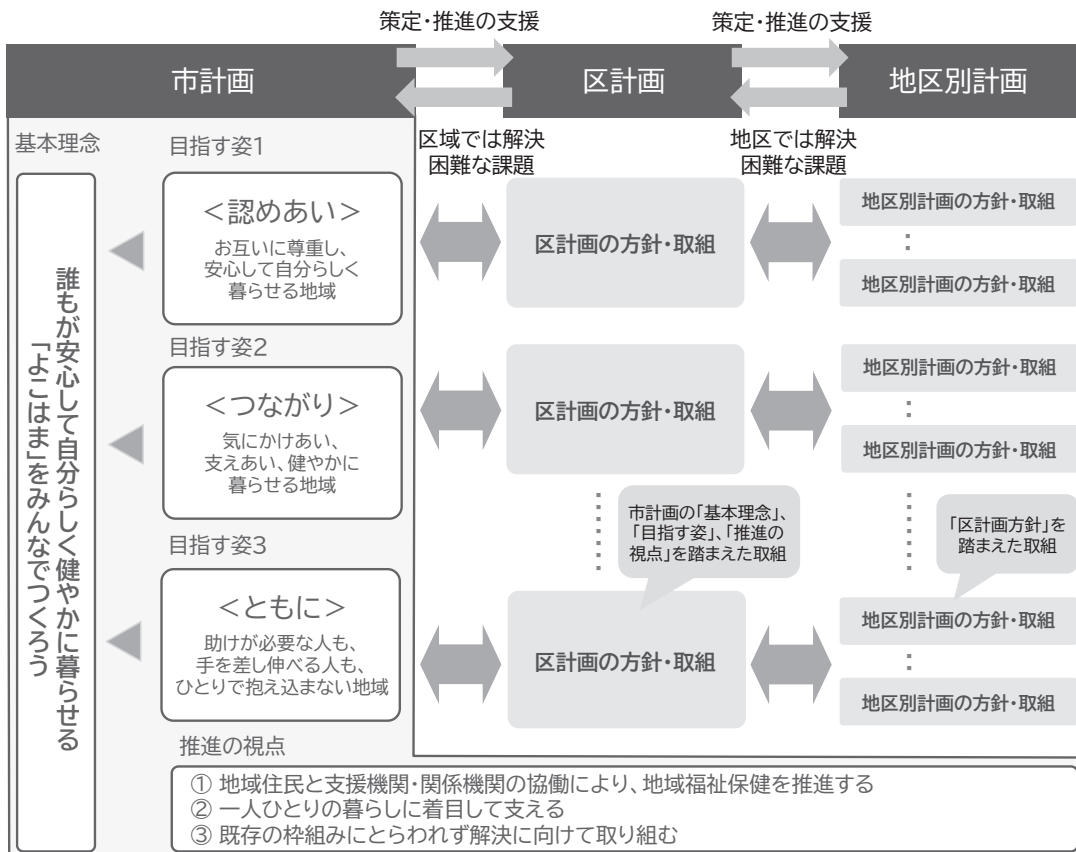 策定・推進の支援
策定・推進の支援
市計画
区計画
地区別計画
基本理念
誰もが安心して自分らしく健やかに暮らせる
「よこはま」をみんなでつくろう
目指す姿1
＜認めあい＞
お互いに尊重し、
安心して自分らしく
暮らせる地域
目指す姿2
＜つながり＞
気にかけあい、
支えあい、健やかに
暮らせる地域
目指す姿3
＜ともに＞
助けが必要な人も、
手を差し伸べる人も、
ひとりで抱え込まない地域
区域では解決
困難な課題
区計画の方針・取組
区計画の方針・取組
市計画の「基本理念」、
「目指す姿」、「推進の
視点」を踏まえた取組
区計画の方針・取組
地区では解決
困難な課題
地区別計画の方針・取組
：
地区別計画の方針・取組
地区別計画の方針・取組
：
地区別計画の方針・取組
「区計画方針」を
踏まえた取組
地区別計画の方針・取組
：
地区別計画の方針・取組
推進の視点
① 地域住民と支援機関・関係機関の協働により、地域福祉保健を推進する
② 一人ひとりの暮らしに着目して支える
③ 既存の枠組みにとらわれず解決に向けて取り組む